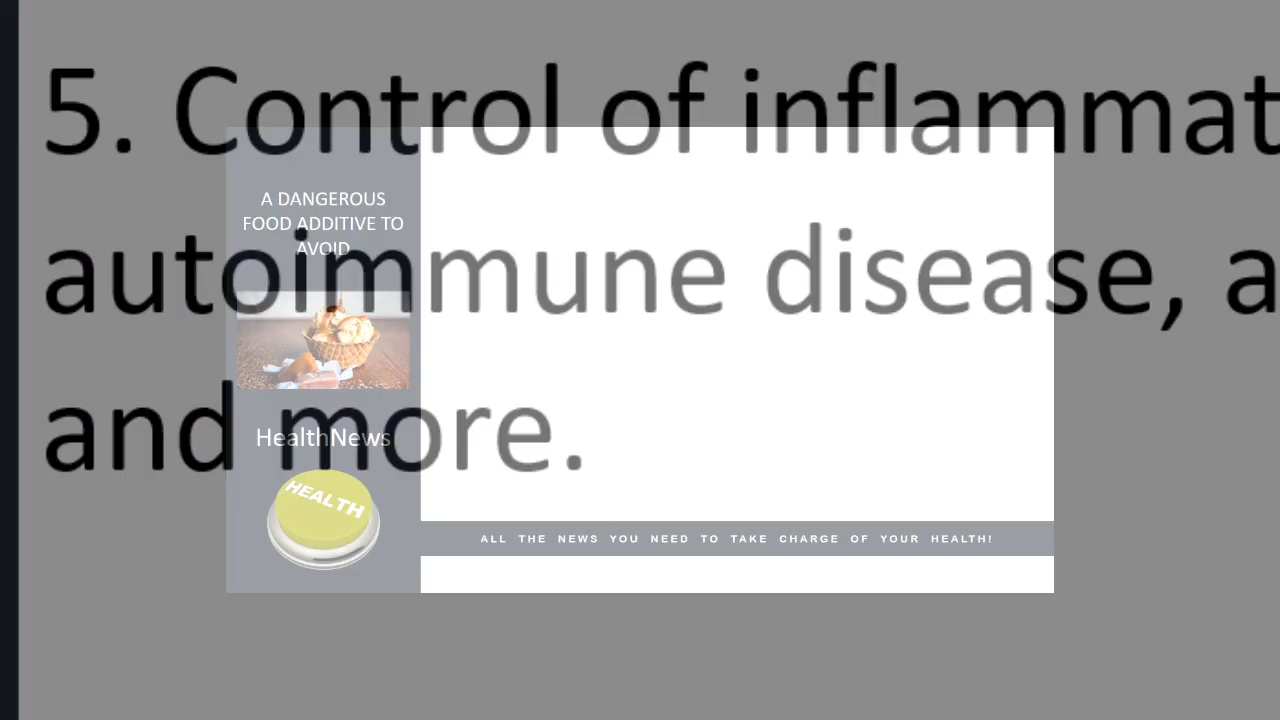 5. Control of
autoimmune disease,
and more.
A DANGEROUS
FOOD ADDITIVE TO
AVOID
HealthNews
HEALTH
ALL THE NEWS YOU NEED TO TAKE CHARGE OF YOUR HEALTH!